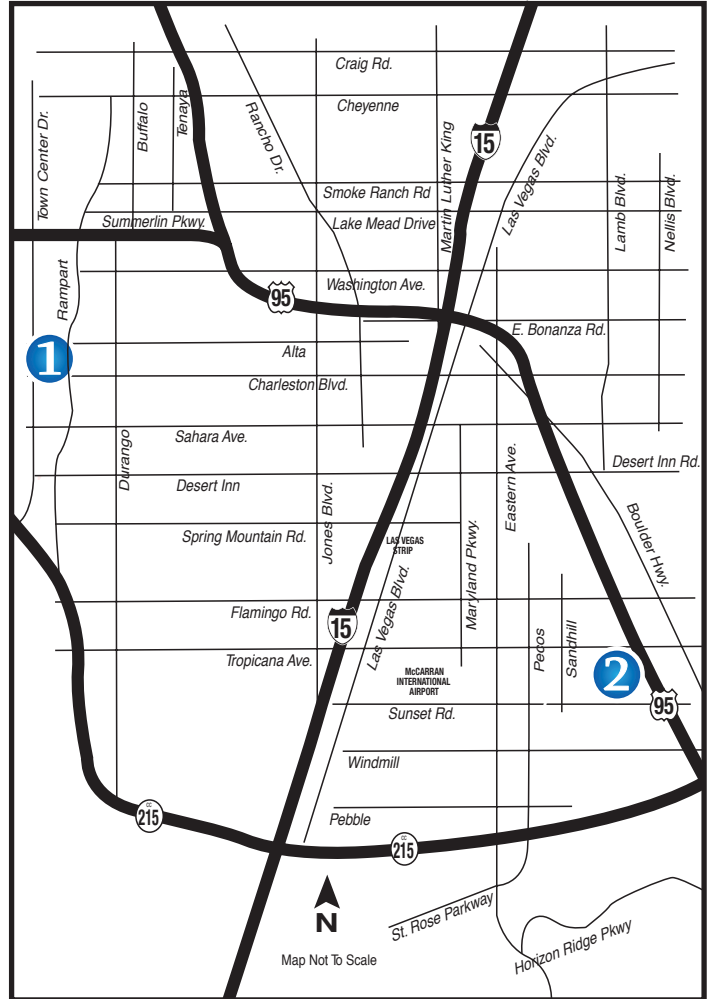 Craig Rd.
Cheyenne
Town Center Dr.
Buffalo
Tenaya
Rancho Dr.
Martin Luther King
15
Las Vegas Blvd.
Lamb Blvd.
Nellis Blvd.
Smoke Ranch Rd
Summerlin Pkwy.
Lake Mead Drive
Rampart
Washington Ave.
95
E. Bonanza Rd.
1
Alta
Charleston Blvd.
Durango
Sahara Ave.
Desert Inn Rd.
Desert Inn
Jones Blvd.
Eastern Ave.
Boulder Hwy.
Spring Mountain Rd.
LAS VEGAS
STRIP
Maryland Pkwy.
Las Vegas Blvd.
Flamingo Rd.
15
Pecos
Sandhill
Tropicana Ave.
McCARRAN
INTERNATIONAL
AIRPORT
2
Sunset Rd.
95
Windmill
215
Pebble
215
N
St. Rose Parkway
Horizon Ridge Pkwy
Map Not To Scale